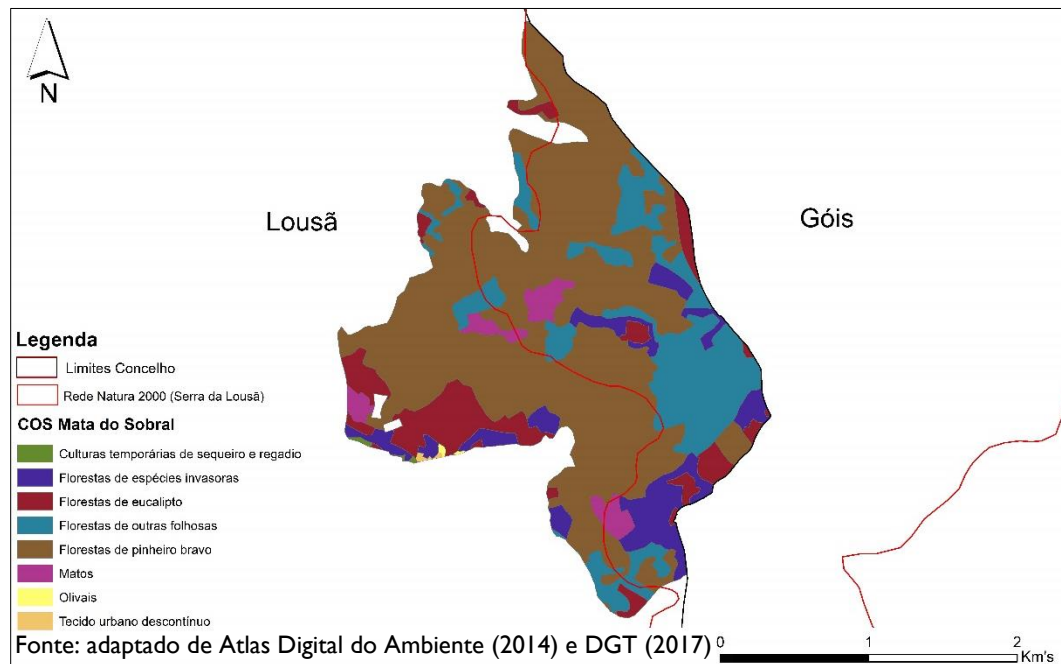 N
Lousã
Góis
Legenda
Limites Concelho
Rede Natura 2000 (Serra da Lousã)
COS Mata do Sobral
Culturas temporárias de sequeiro e regadio
Florestas de espécies invasoras
Florestas de eucalipto
Florestas de outras folhosas
Florestas de pinheiro bravo
Matos
Olivais
Tecido urbano descontínuo
Fonte: adaptado de Atlas Digital do Ambiente (2014) e DGT (2017)
0 1 2
Km's